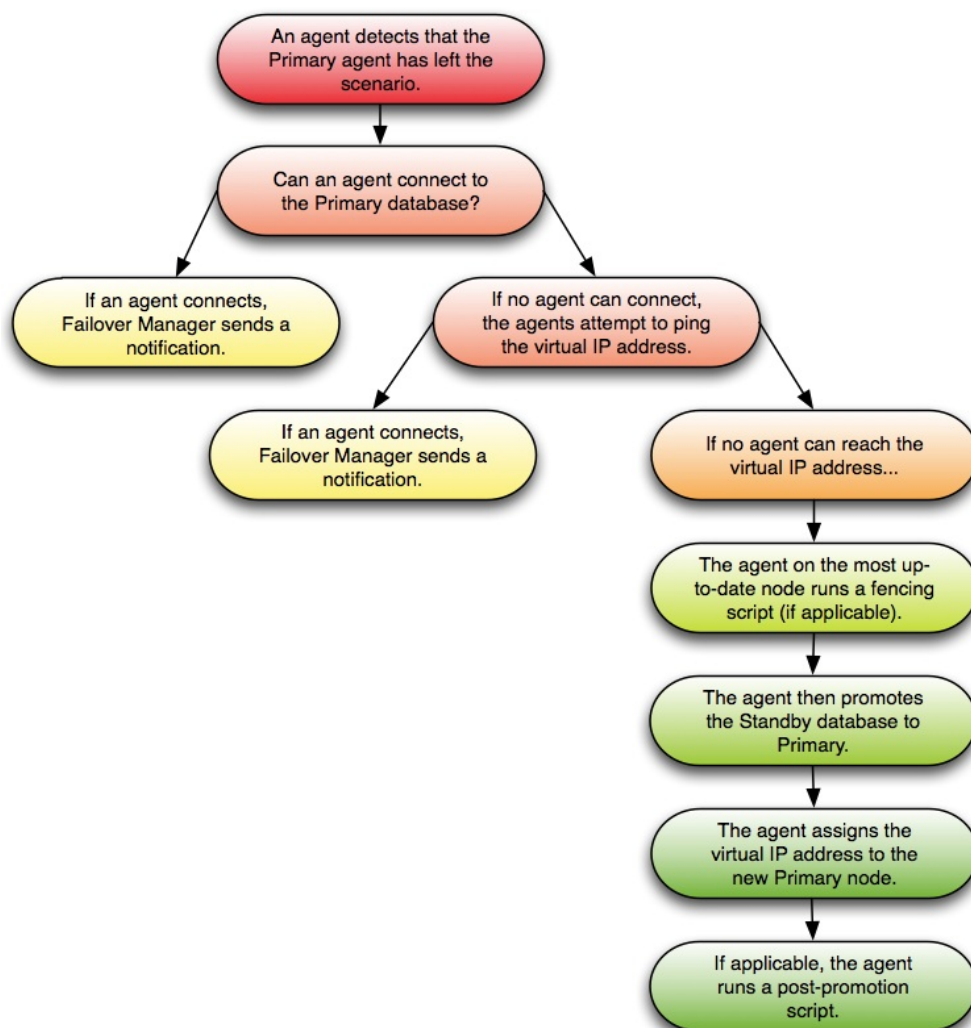 An agent detects that the
Primary agent has left the
scenario.
Can an agent connect to
the Primary database?
If an agent connects,
Failover Manager sends a
notification.
If no agent can connect,
the agents attempt to ping
the virtual IP address.
If an agent connects,
Failover Manager sends a
notification.
If no agent can reach the
virtual IP address...
The agent on the most up-
to-date node runs a fencing
script (if applicable).
The agent then promotes
the Standby database to
Primary.
The agent assigns the
virtual IP address to the
new Primary node.
If applicable, the agent
runs a post-promotion
script.